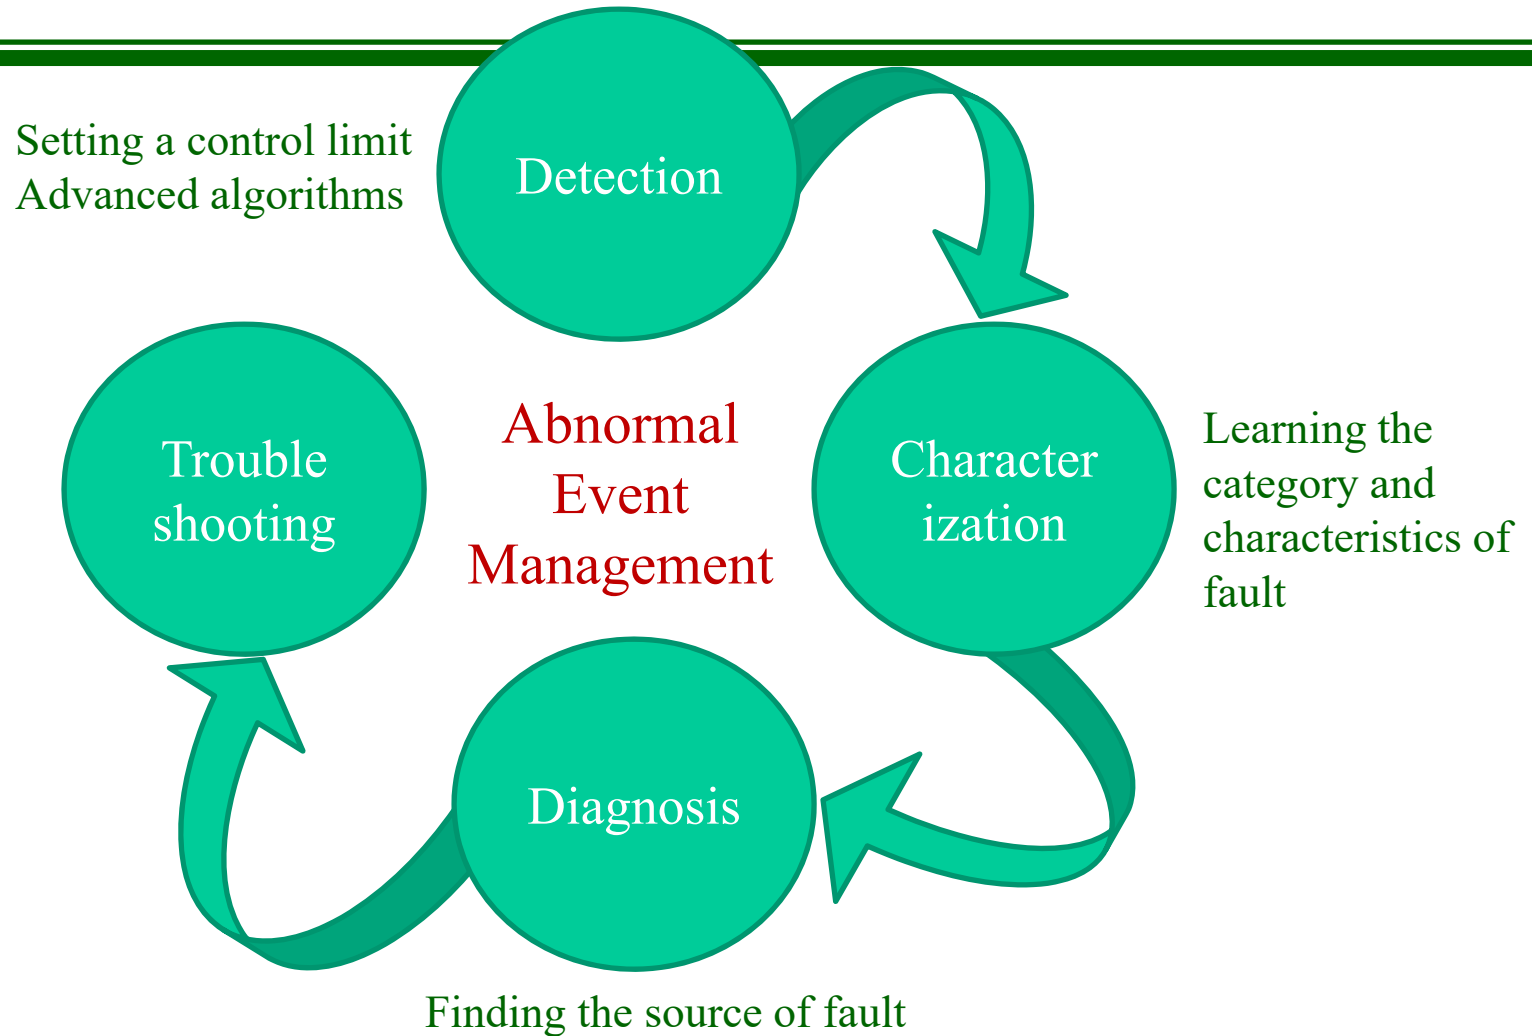 Setting a control limit
Advanced algorithms
Detection
Trouble
shooting
Abnormal
Event
Management
Character
ization
Learning the
category and
characteristics of
fault
Diagnosis
Finding the source of fault